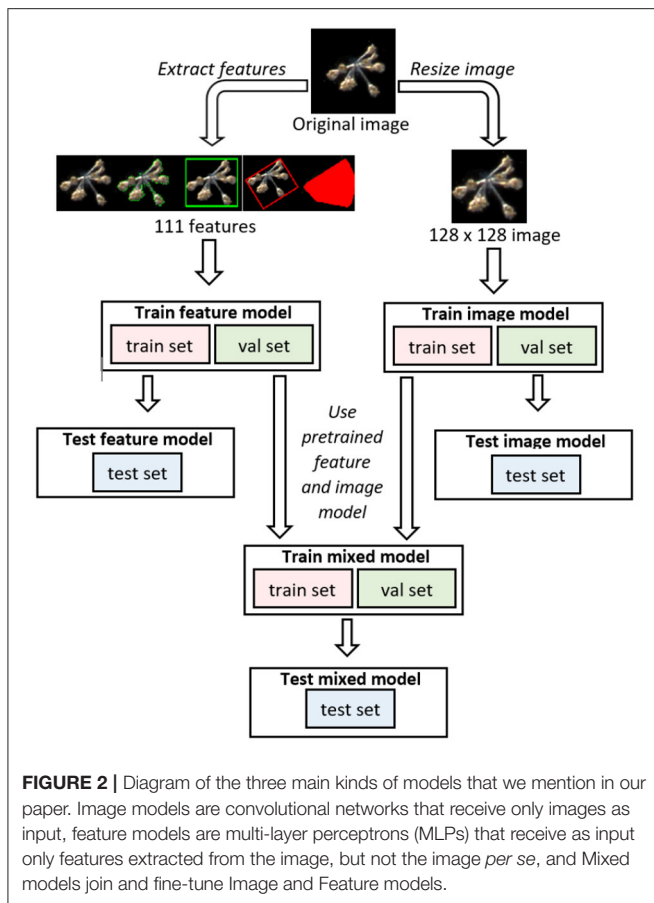 Extract features
Resize image
Original image
111 features
128 x 128 image
Train feature model
train set
val set
Train image model
train set
val set
Test feature model
test set
Use
pretrained
feature
and image
model
Test image model
test set
Train mixed model
train set
val set
Test mixed model
test set
FIGURE 2 | Diagram of the three main kinds of models that we mention in our
paper. Image models are convolutional networks that receive only images as
input, feature models are multi-layer perceptrons (MLPs) that receive as input
only features extracted from the image, but not the image per se, and Mixed
models join and fine-tune Image and Feature models.